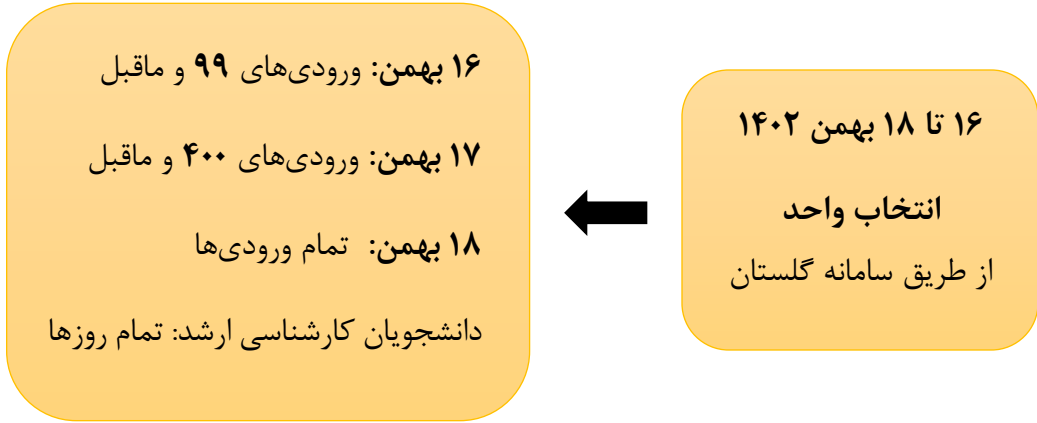 ۱۶ تا ۱۸ بهمن ۱۴۰۲
انتخاب واحد
از طریق سامانه گلستان
۱۶ بهمن: ورودی‌های ۹۹ و ماقبل
۱۷ بهمن: ورودی‌های ۴۰۰ و ماقبل
۱۸ بهمن: تمام ورودی‌ها
دانشجویان کارشناسی ارشد: تمام روزها